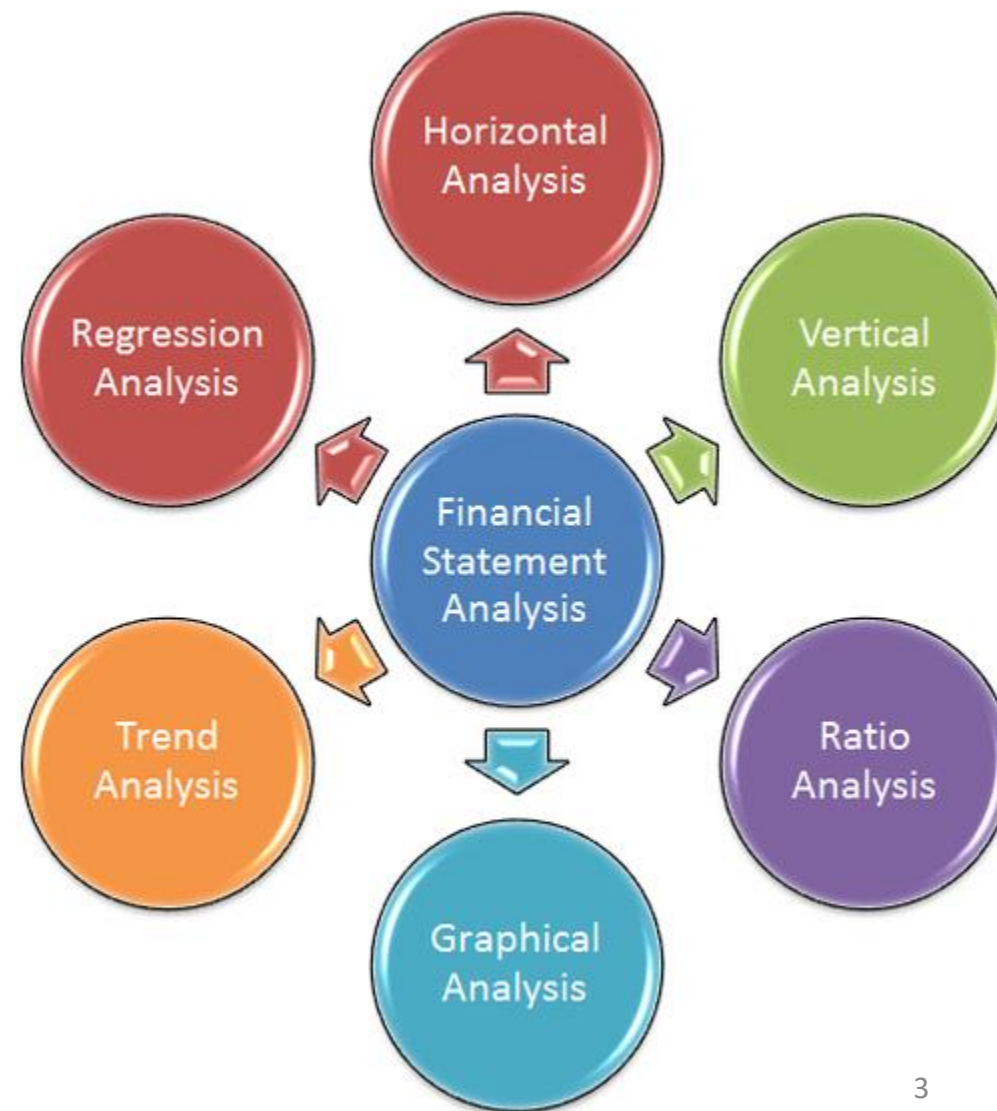 Horizontal
Analysis
Regression
Analysis
Vertical
Analysis
Financial
Statement
Analysis
Trend
Analysis
Ratio
Analysis
Graphical
Analysis
3